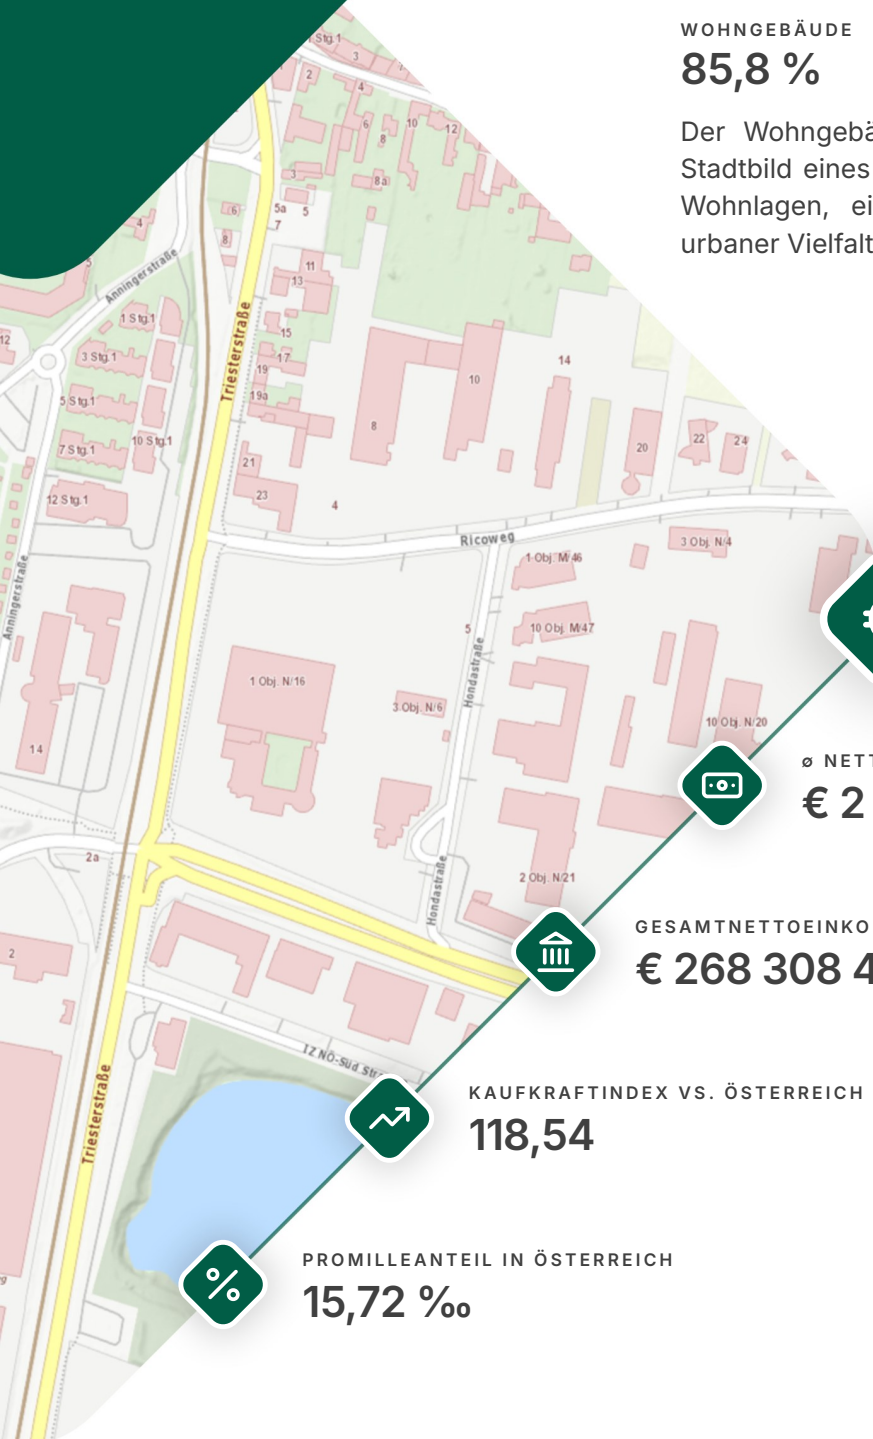 WOHNGEBÄUDE
85,8 %
Der Wohngebä
Stadtbild eines
Wohnlagen, ei
urbaner Vielfalt
Stg.1
3
2
4
6
8
10
12
3
8a
6
5a
5
7
8
4
11
13
Anningerstraße
12
1 Stg.1
3 Stg.1
5 Stg.1
7 Stg.1
10 Stg.1
12 Stg.1
Triesterstraße
15
17
19
19a
21
23
8
10
14
20
22
24
4
Ricoweg
Anningerstraße
1 Obj. M/46
3 Obj. N/4
5
10 Obj. M/47
Hondastraße
1 Obj. N/16
3 Obj. N/6
10 Obj. N/20
14
ø NETT
€ 2
2a
2 Obj. N/21
Hondastraße
2
GESAMTNETTOEINKO
€ 268 308 4
IZ NÖ-Süd Stra
Triesterstraße
KAUFKRAFTINDEX VS. ÖSTERREICH
118,54
PROMILLEANTEIL IN ÖSTERREICH
15,72 ‰